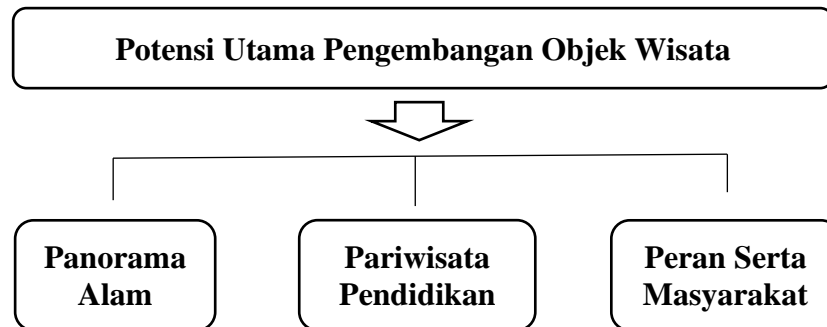 Potensi Utama Pengembangan Objek Wisata
Panorama
Alam
Pariwisata
Pendidikan
Peran Serta
Masyarakat